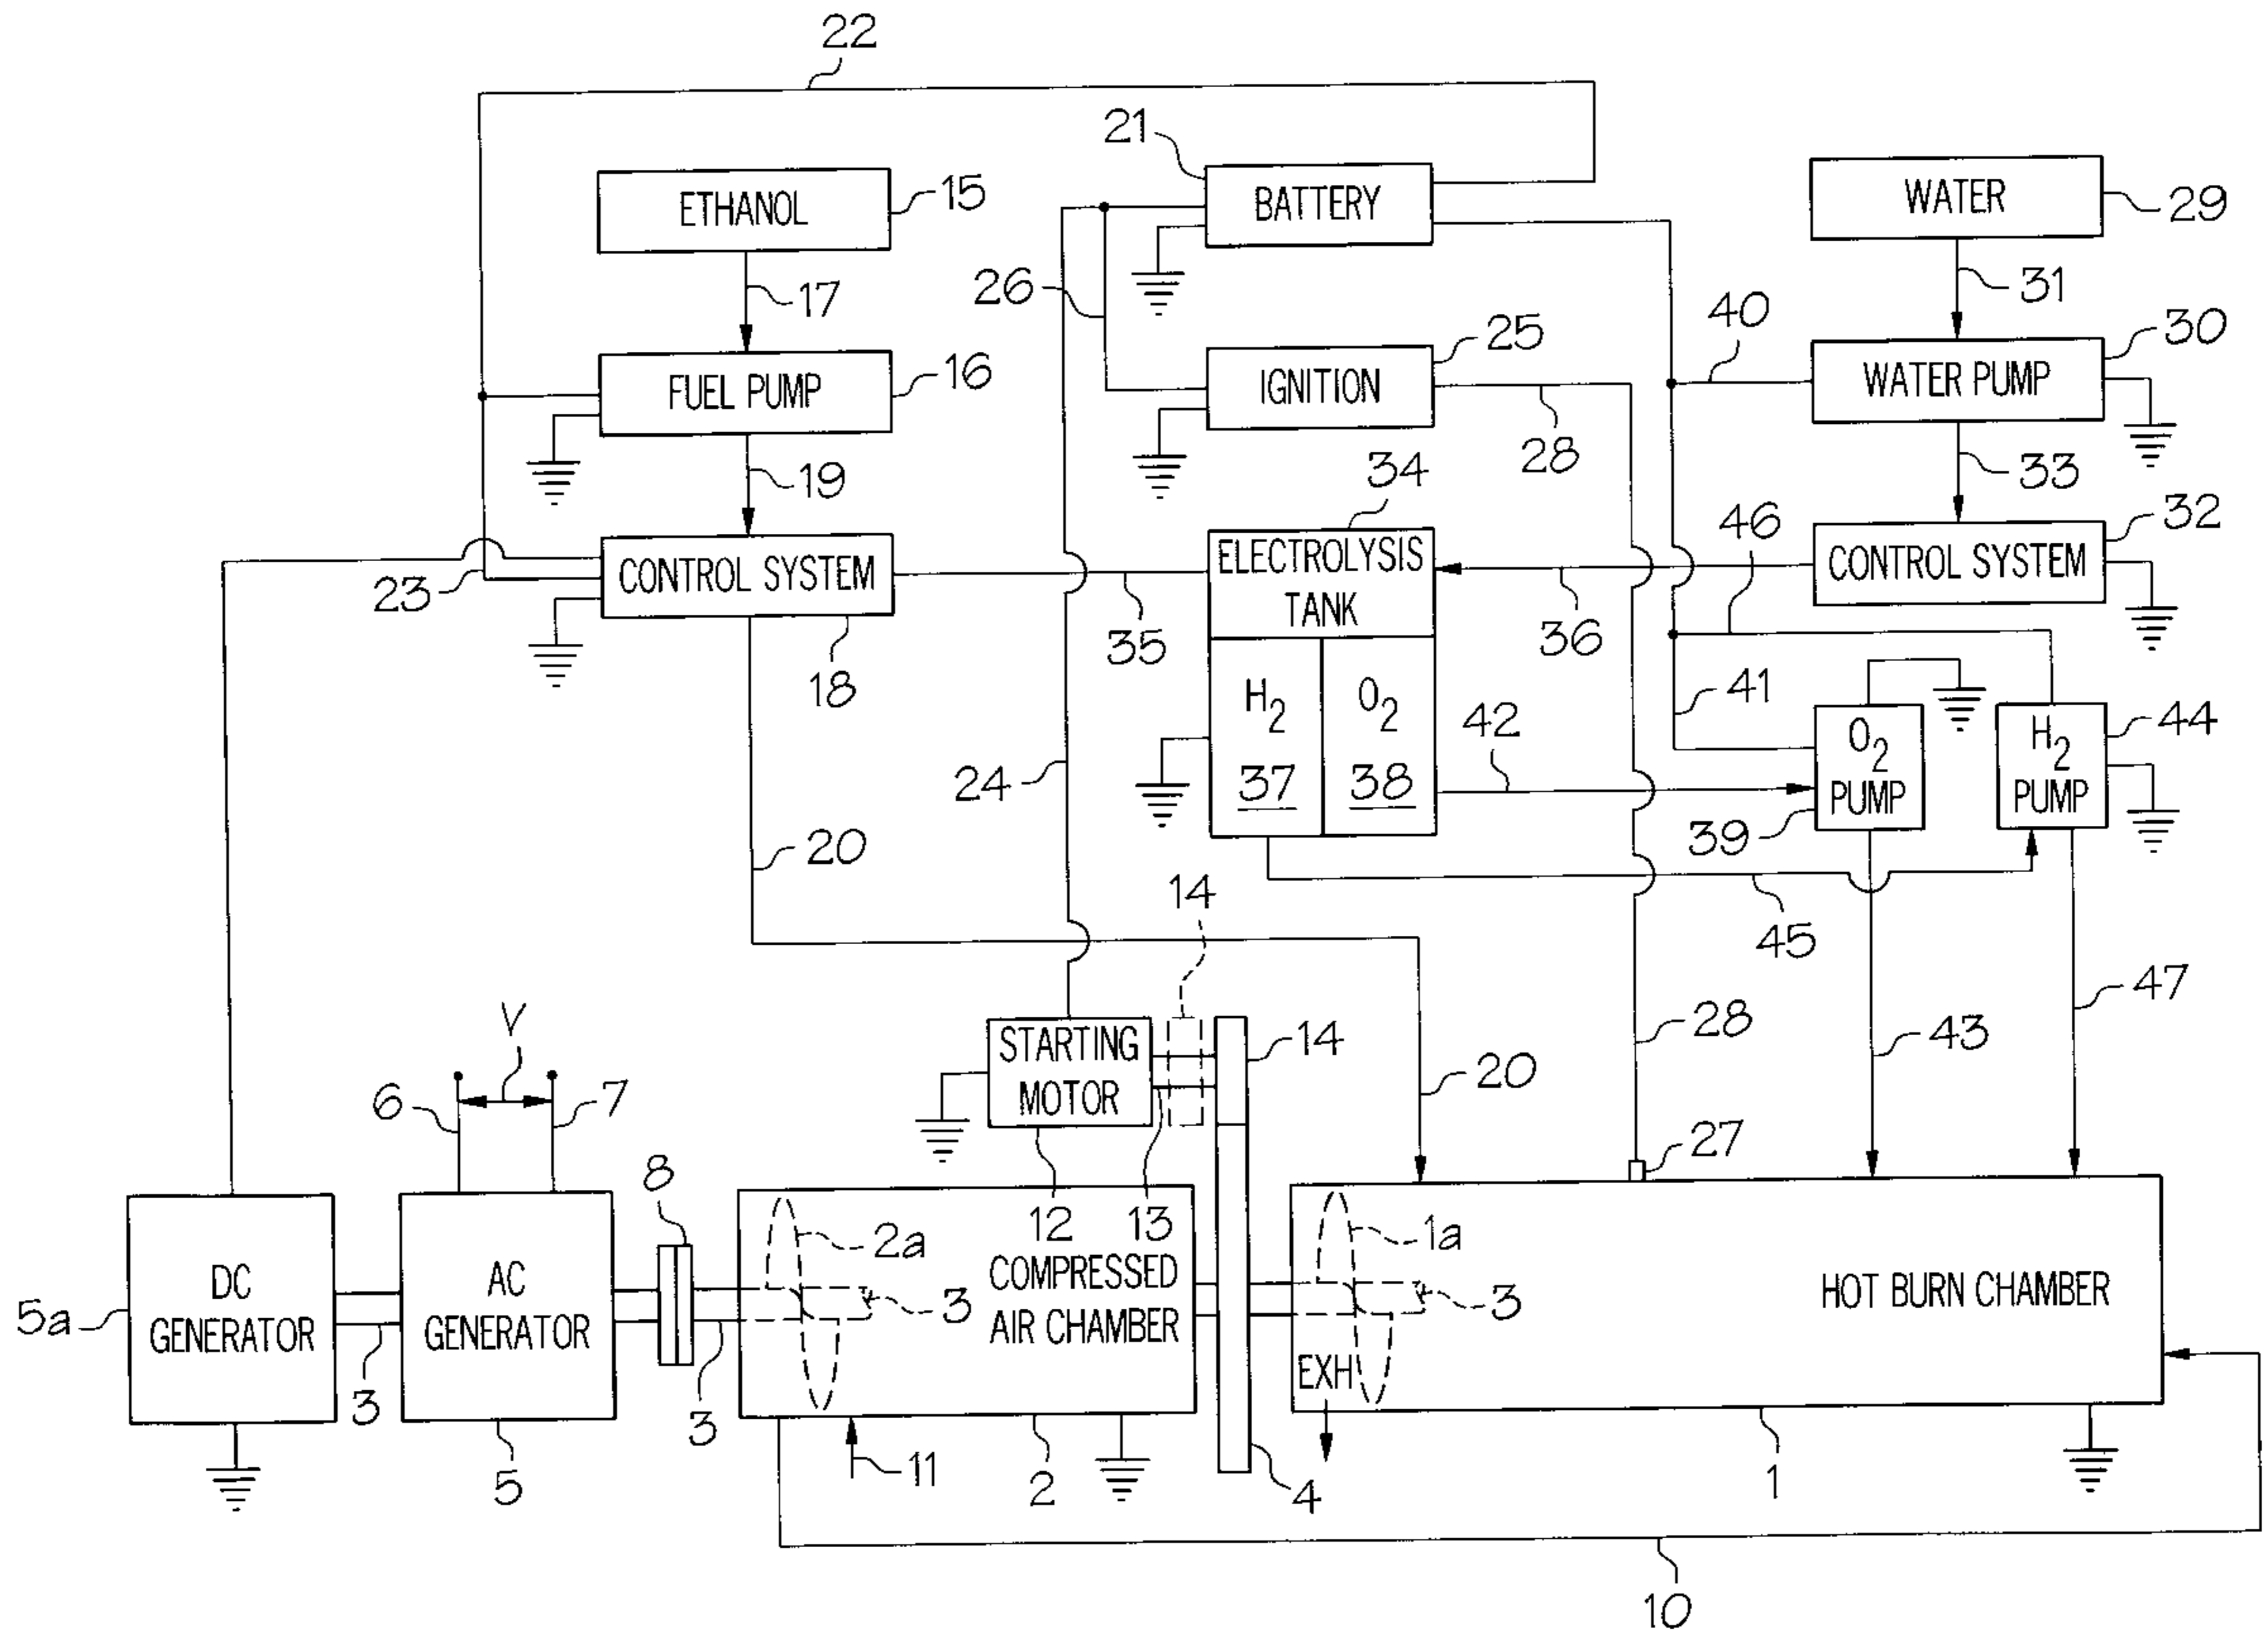 22
21
ETHANOL
15
BATTERY
WATER
29
17
26
31
40
FUEL PUMP
16
IGNITION
25
WATER PUMP
30
19
28
34
33
46
23
CONTROL SYSTEM
18
35
ELECTROLYSIS
TANK
36
CONTROL SYSTEM
32
H2
37
O2
38
41
42
O2
PUMP
39
H2
PUMP
44
24
20
14
45
47
V
6
7
STARTING
MOTOR
14
20
28
43
27
8
12
13
2a
1a
DC
GENERATOR
5a
3
AC
GENERATOR
5
3
3
COMPRESSED
AIR CHAMBER
3
HOT BURN CHAMBER
EXH
11
2
4
1
10